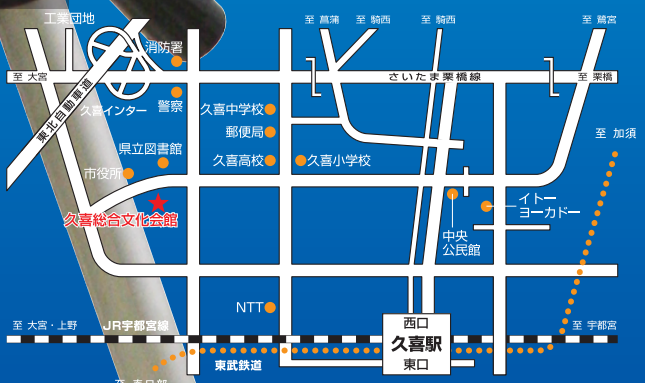 工業団地
至 菖蒲
至 騎西
至 騎西
至 鷲宮
消防署
至 大宮
さいたま栗橋線
至 栗橋
東北自動車道
久喜インター
警察
久喜中学校
郵便局
至 加須
県立図書館
久喜高校
久喜小学校
市役所
久喜総合文化会館
イトー
ヨーカドー
中央
公民館
NTT
至 大宮・上野
JR宇都宮線
西口
久喜駅
東口
至 宇都宮
東武鉄道